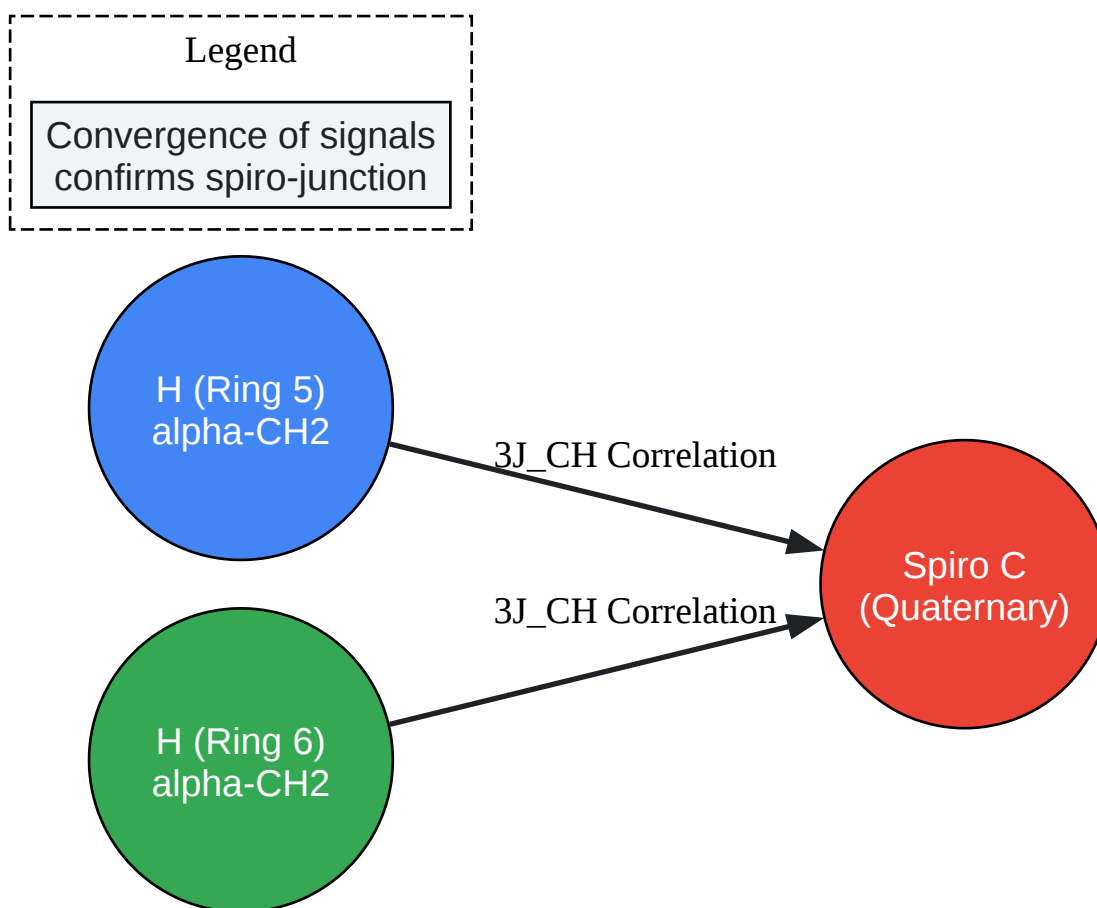 Legend
Convergence of signals
confirms spiro-junction
H (Ring 5)
alpha-CH2
3J_CH Correlation
Spiro C
(Quaternary)
3J_CH Correlation
H (Ring 6)
alpha-CH2